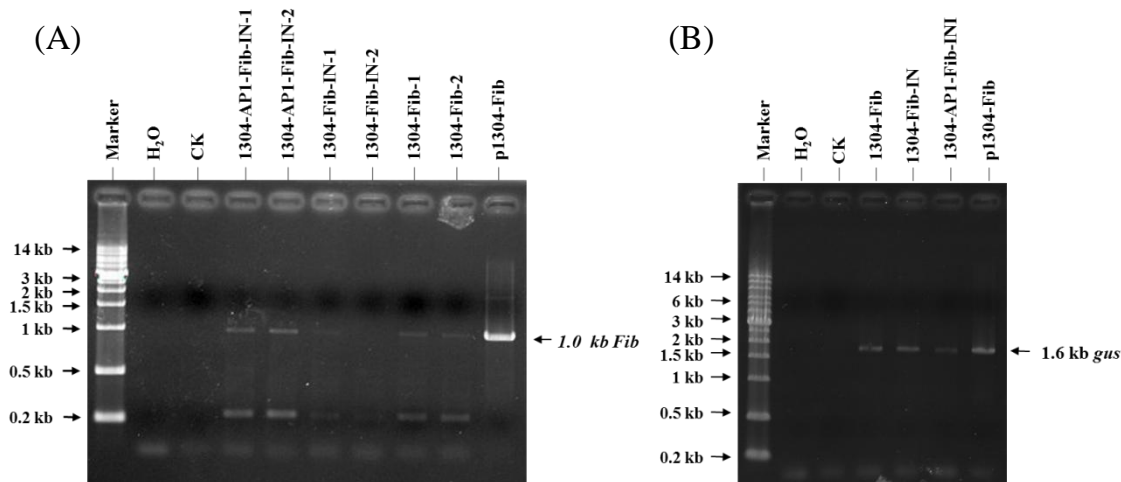 (A)
Marker
H₂O
CK
1304-AP1-Fib-IN-1
1304-AP1-Fib-IN-2
1304-Fib-IN-1
1304-Fib-IN-2
1304-Fib-1
1304-Fib-2
p1304-Fib
14 kb
3 kb
2 kb
1.5 kb
1 kb
0.5 kb
0.2 kb
1.0 kb Fib
(B)
Marker
H₂O
CK
1304-Fib
1304-Fib-IN
1304-AP1-Fib-INI
p1304-Fib
14 kb
6 kb
3 kb
2 kb
1.5 kb
1 kb
0.5 kb
0.2 kb
1.6 kb gus